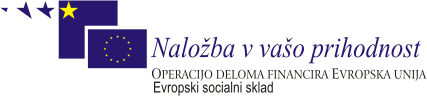 Naložba v vašo prihodnost
OPERACIJO DELOMA FINANCIRA EVROPSKA UNIJA
Evropski socialni sklad